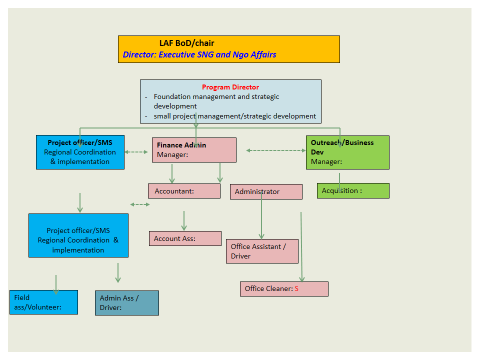 LAF BoD/chair
Director: Executive SNG and Ngo Affairs
Program Director
- Foundation management and strategic
development
- small project management/strategic development
Project officer/SMS
Regional Coordination
& implementation
Finance Admin
Manager:
Outreach/Business
Dev
Manager:
Accountant:
Administrator
Acquisition :
Project officer/SMS
Regional Coordination &
Implementation
Account Ass:
Office Assistant /
Driver
Office Cleaner: S
Field
ass/Volunteer:
Admin Ass /
Driver: